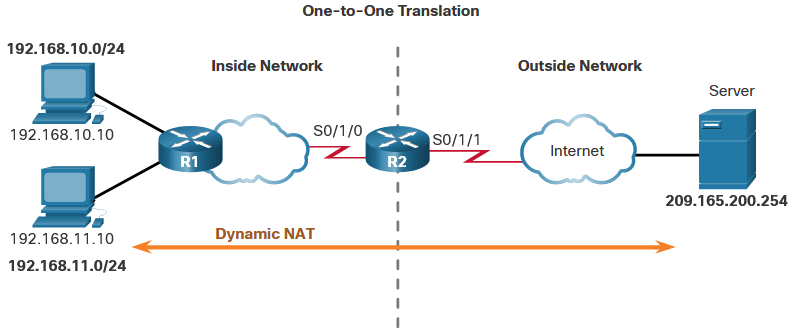 One-to-One Translation
192.168.10.0/24
Inside Network
Outside Network
Server
192.168.10.10
S0/1/0
S0/1/1
R1
R2
Internet
209.165.200.254
192.168.11.10
Dynamic NAT
192.168.11.0/24